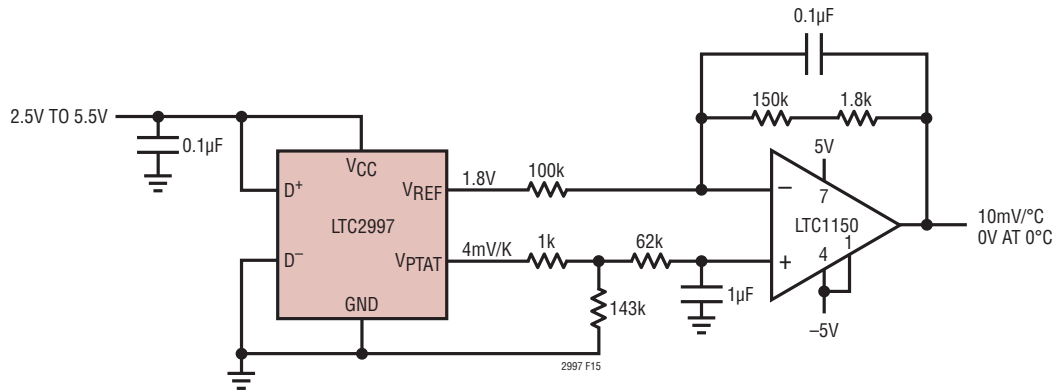 0.1µF
150k
1.8k
2.5V TO 5.5V
0.1µF
VCC
D+
VREF
1.8V
100k
5V
7
–
LTC2997
LTC1150
10mV/°C
0V AT 0°C
D–
VPTAT
4mV/K
1k
62k
+
4
1
GND
143k
1µF
–5V
2997 F15